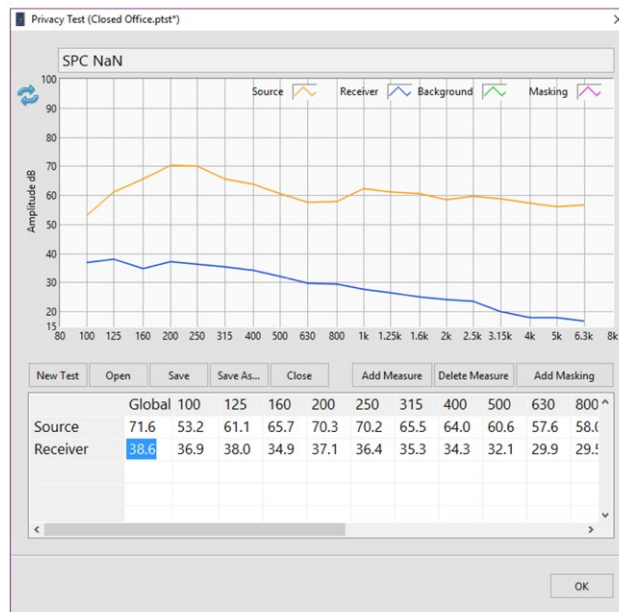 Privacy Test (Closed Office.ptst*)
SPC NaN
Source Receiver Background Masking
Amplitude dB
100
90
80
70
60
50
40
30
20
15
80 100 125 160 200 250 315 400 500 630 800 1k 1.25k 1.6k 2k 2.5k 3.15k 4k 5k 6.3k 8k
New Test Open Save Save As... Close Add Measure Delete Measure Add Masking
Global 100 125 160 200 250 315 400 500 630 800
Source 71.6 53.2 61.1 65.7 70.3 70.2 65.5 64.0 60.6 57.6 58.0
Receiver 38.6 36.9 38.0 34.9 37.1 36.4 35.3 34.3 32.1 29.9 29.5
OK